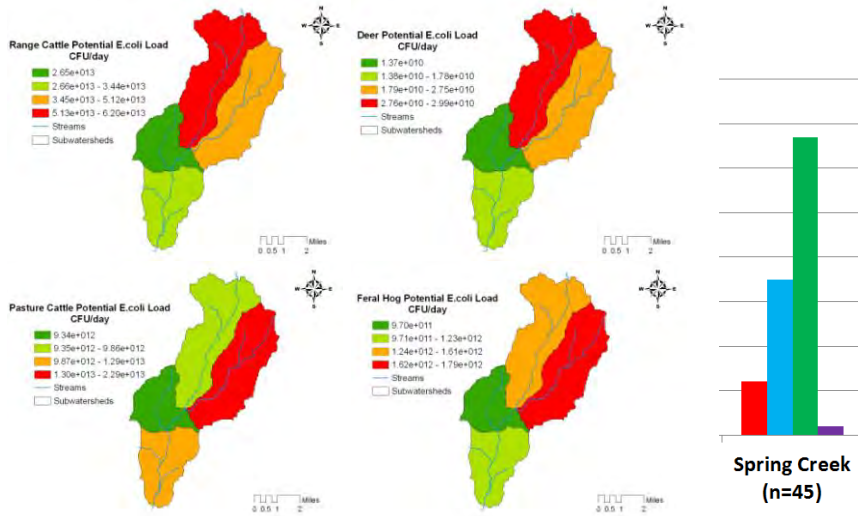 Range Cattle Potential E.coli Load
CFU/day
2.65e+013
2.66e+013 - 3.44e+013
3.45e+013 - 5.12e+013
5.13e+013 - 6.20e+013
Streams
Subwatersheds
N
W E
S
Miles
0 0.5 1 2
Deer Potential E.coli Load
CFU/day
1.37e+010
1.38e+010 - 1.78e+010
1.79e+010 - 2.75e+010
2.76e+010 - 2.99e+010
Streams
Subwatersheds
N
W E
S
Miles
0 0.5 1 2
Pasture Cattle Potential E.coli Load
CFU/day
9.34e+012
9.35e+012 - 9.86e+012
9.87e+012 - 1.29e+013
1.30e+013 - 2.29e+013
Streams
Subwatersheds
N
W E
S
Miles
0 0.5 1 2
Feral Hog Potential E.coli Load
CFU/day
9.70e+011
9.71e+011 - 1.23e+012
1.24e+012 - 1.61e+012
1.62e+012 - 1.79e+012
Streams
Subwatersheds
N
W E
S
Miles
0 0.5 1 2
Spring Creek
(n=45)